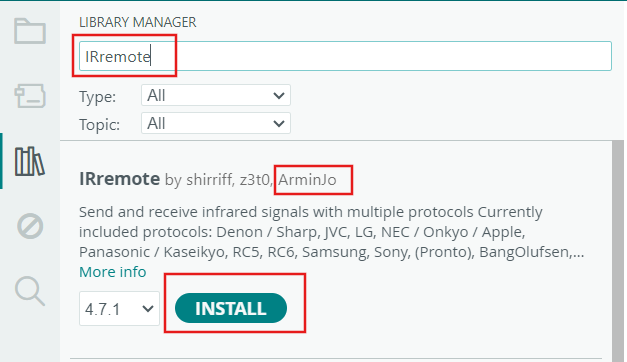 LIBRARY MANAGER
IRremote
Type: All
Topic: All
IRremote by shirriff, z3t0, ArminJo
Send and receive infrared signals with multiple protocols Currently
included protocols: Denon / Sharp, JVC, LG, NEC / Onkyo / Apple,
Panasonic / Kaseikyo, RC5, RC6, Samsung, Sony, (Pronto), BangOlufsen,...
More info
4.7.1 INSTALL